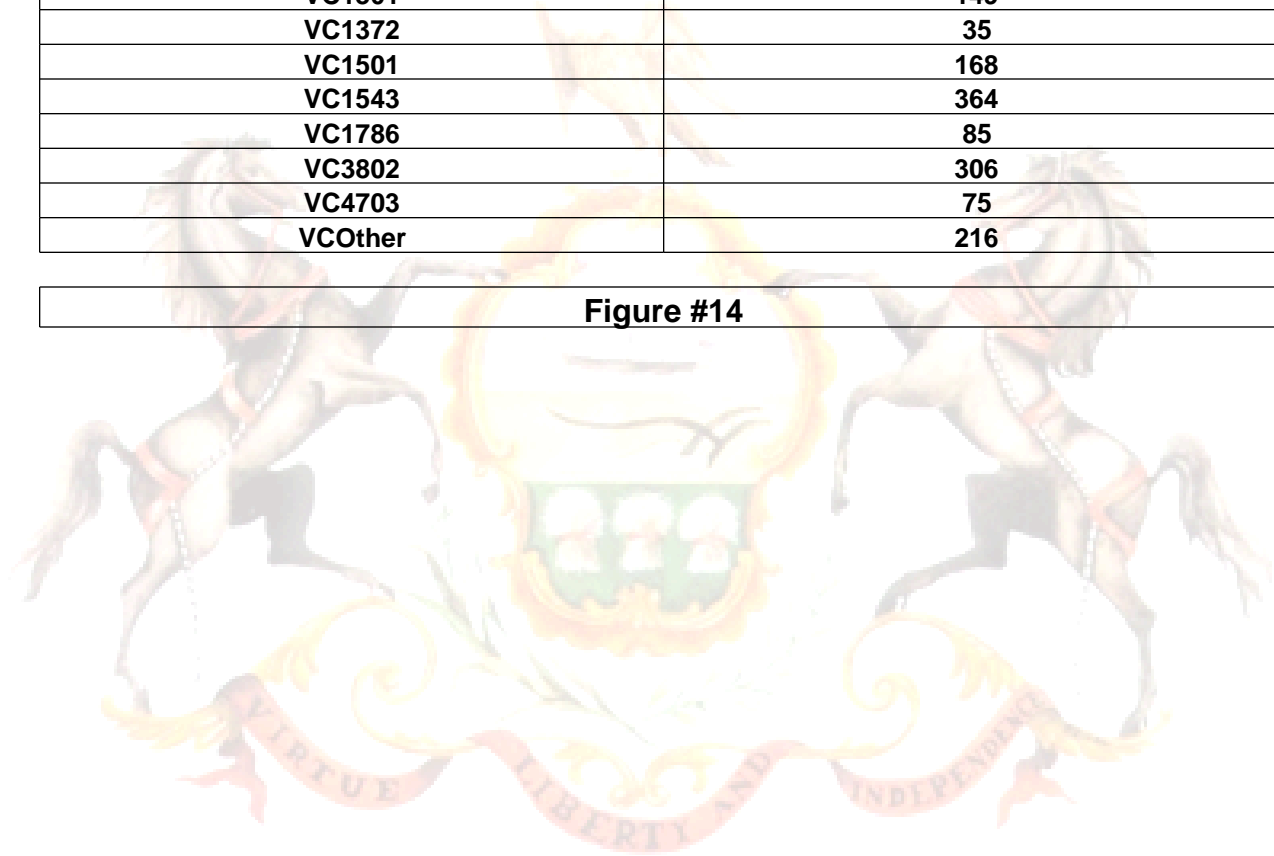 VC1372 35
VC1501 168
VC1543 364
VC1786 85
VC3802 306
VC4703 75
VCOther 216
Figure #14
VIRTUE LIBERTY AND INDEPENDENCE